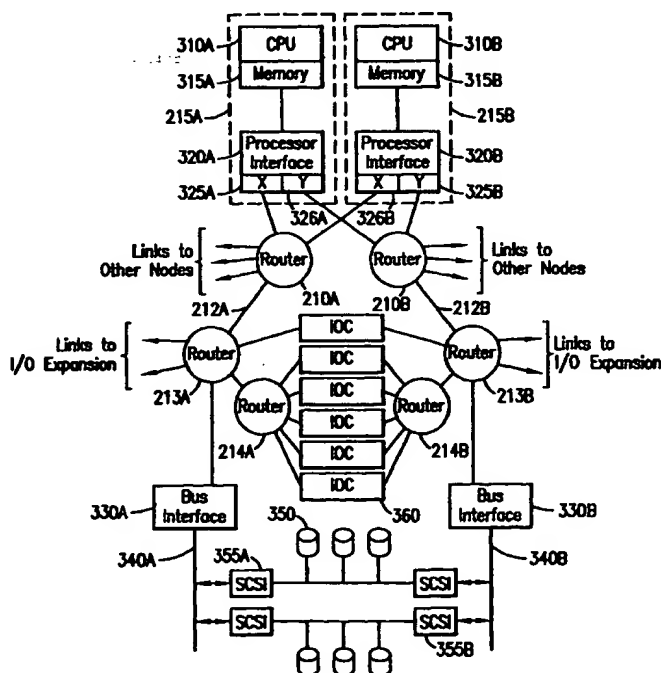 310A CPU CPU 310B
315A Memory Memory 315B
215A 215B
320A Processor Interface Processor Interface 320B
325A X Y X Y 325B
326A 326B
Links to Other Nodes Router Router Links to Other Nodes
212A 210A 210B 212B
IOC
Links to I/O Expansion Router IOC Router Links to I/O Expansion
213A IOC 213B
Router IOC Router
214A IOC 214B
IOC
330A Bus Interface 350 360 Bus Interface 330B
340A 355A 340B
SCSI SCSI
SCSI SCSI
355B